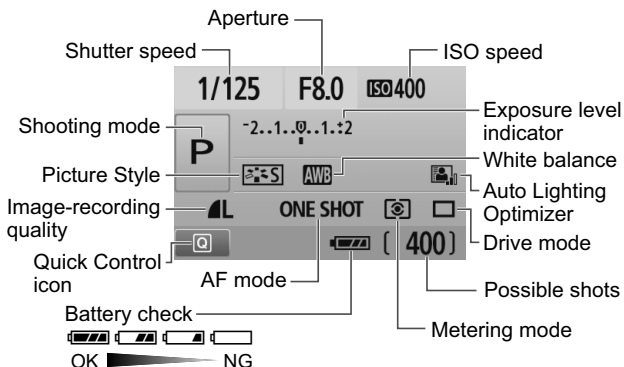 Aperture
Shutter speed
ISO speed
1/125 F8.0 ISO 400
Exposure level
indicator
Shooting mode
-2..1..0..1..+2
P
White balance
Picture Style
S AWB
Auto Lighting
Optimizer
Image-recording
quality
L ONE SHOT
Drive mode
Q
[ 400]
Quick Control
icon
AF mode
Possible shots
Battery check
Metering mode
OK NG